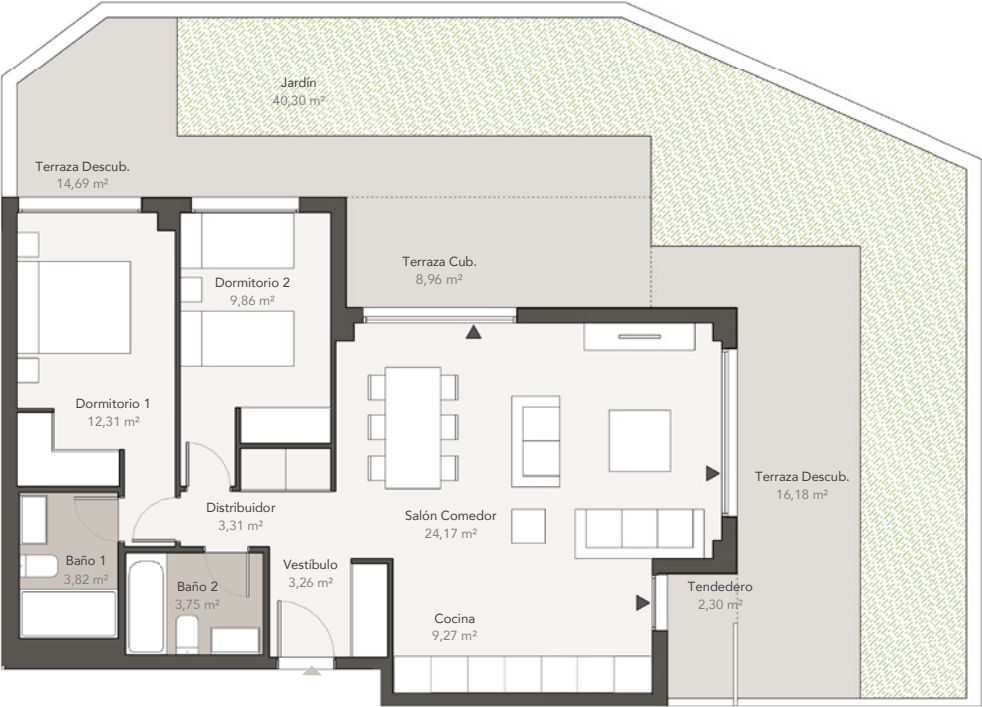 Jardín
40,30 m²
Terraza Descub.
14,69 m²
Terraza Cub.
8,96 m²
Dormitorio 2
9,86 m²
Dormitorio 1
12,31 m²
Terraza Descub.
16,18 m²
Distribuidor
3,31 m²
Salón Comedor
24,17 m²
Baño 1
3,82 m²
Vestíbulo
3,26 m²
Baño 2
3,75 m²
Tendedero
2,30 m²
Cocina
9,27 m²